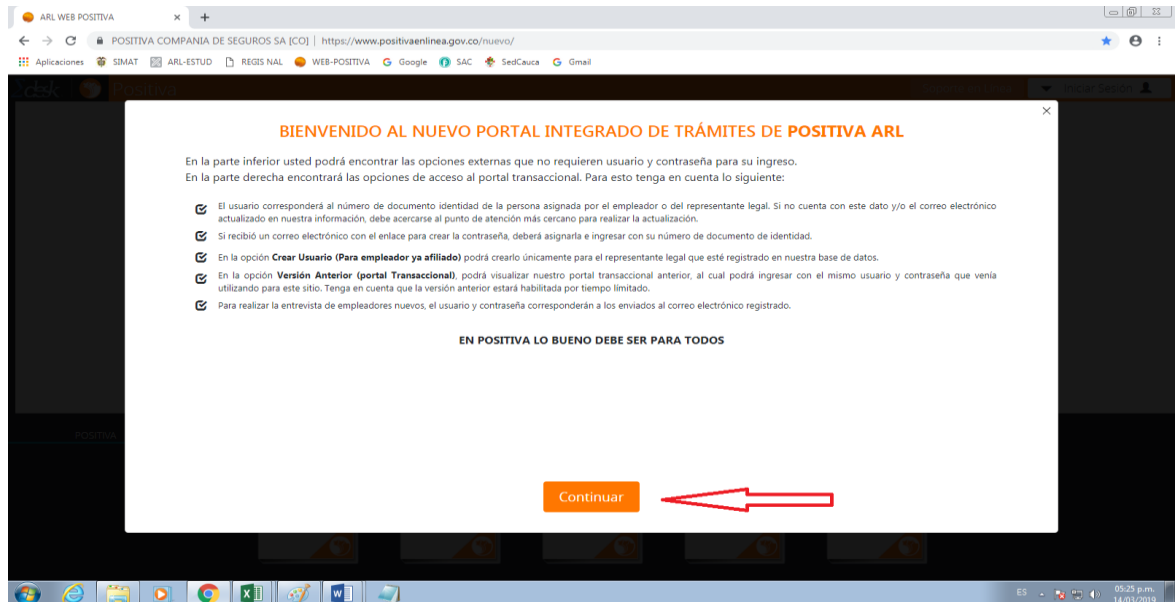 ARL WEB POSITIVA
POSITIVA COMPANIA DE SEGUROS SA [CO] | https://www.positivaenlinea.gov.co/nuevo/
Aplicaciones SIMAT ARL-ESTUD REGIS NAL WEB-POSITIVA Google SAC SedCauca Gmail
desk Positiva Iniciar Sesión
BIENVENIDO AL NUEVO PORTAL INTEGRADO DE TRÁMITES DE POSITIVA ARL
En la parte inferior usted podrá encontrar las opciones externas que no requieren usuario y contraseña para su ingreso.
En la parte derecha encontrará las opciones de acceso al portal transaccional. Para esto tenga en cuenta lo siguiente:
El usuario corresponderá al número de documento identidad de la persona asignada por el empleador o del representante legal. Si no cuenta con este dato y/o el correo electrónico
actualizado en nuestra información, debe acercarse al punto de atención más cercano para realizar la actualización.
Si recibió un correo electrónico con el enlace para crear la contraseña, deberá asignarla e ingresar con su número de documento de identidad.
En la opción Crear Usuario (Para empleador ya afiliado) podrá crearlo únicamente para el representante legal que esté registrado en nuestra base de datos.
En la opción Versión Anterior (portal Transaccional), podrá visualizar nuestro portal transaccional anterior, al cual podrá ingresar con el mismo usuario y contraseña que venía
utilizando para este sitio. Tenga en cuenta que la versión anterior estará habilitada por tiempo límitado.
Para realizar la entrevista de empleadores nuevos, el usuario y contraseña corresponderán a los enviados al correo electrónico registrado.
EN POSITIVA LO BUENO DEBE SER PARA TODOS
POSITIVA
Continuar
ES 05:25 p.m.
14/03/2019